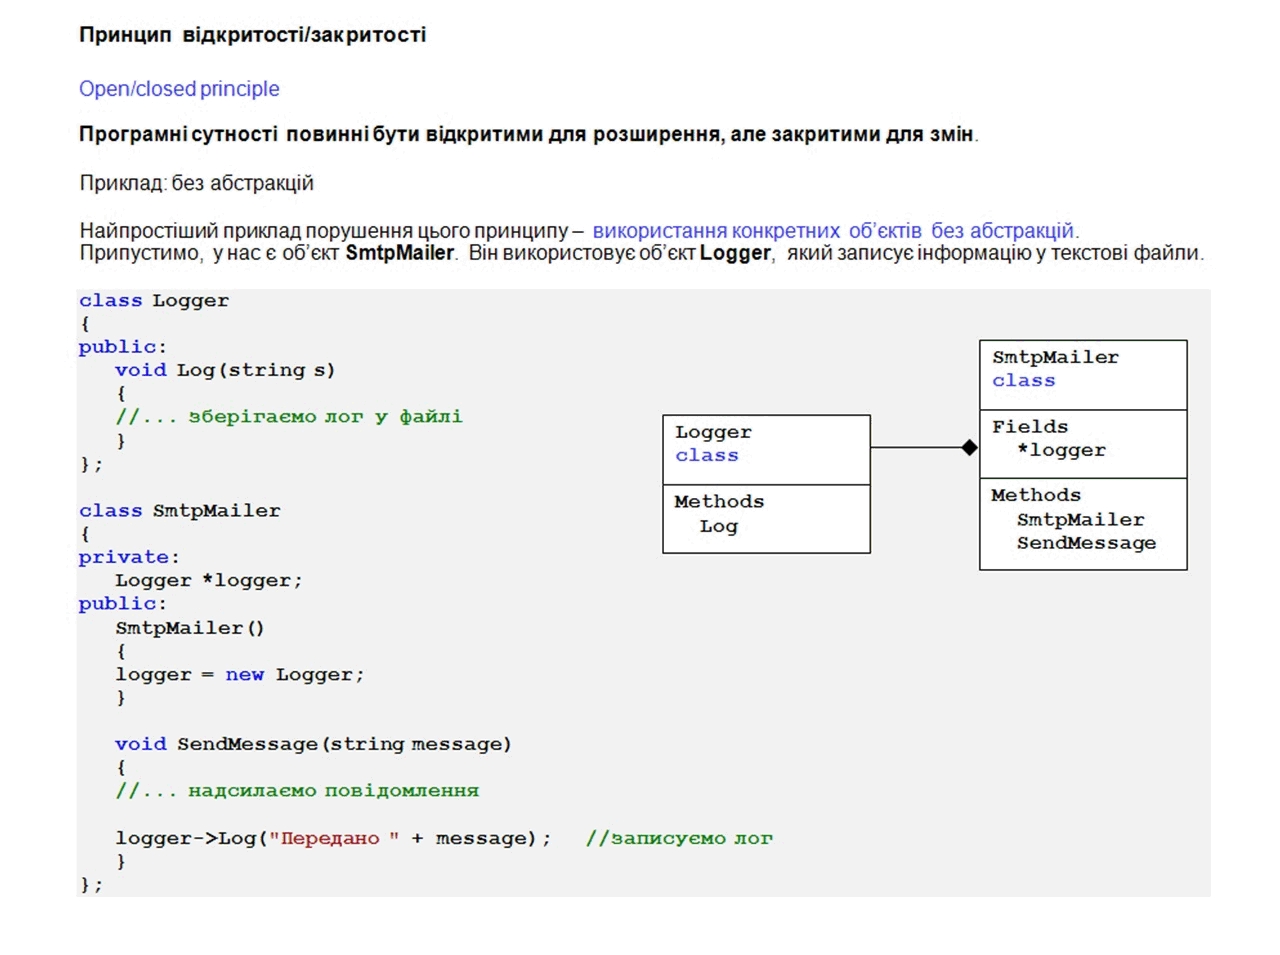 Принцип відкритості/закритості
Open/closed principle
Програмні сутності повинні бути відкритими для розширення, але закритими для змін.
Приклад: без абстракцій
Найпростіший приклад порушення цього принципу – використання конкретних об’єктів без абстракцій.
Припустимо, у нас є об’єкт SmtpMailer. Він використовує об’єкт Logger, який записує інформацію у текстові файли.
class Logger
{
public:
void Log(string s)
{
//... зберігаємо лог у файлі
}
};
class SmtpMailer
{
private:
Logger *logger;
public:
SmtpMailer()
{
logger = new Logger;
}
void SendMessage(string message)
{
//... надсилаємо повідомлення
logger->Log("Передано " + message); //записуємо лог
}
};
Logger
class
Methods
Log
SmtpMailer
class
Fields
*logger
Methods
SmtpMailer
SendMessage